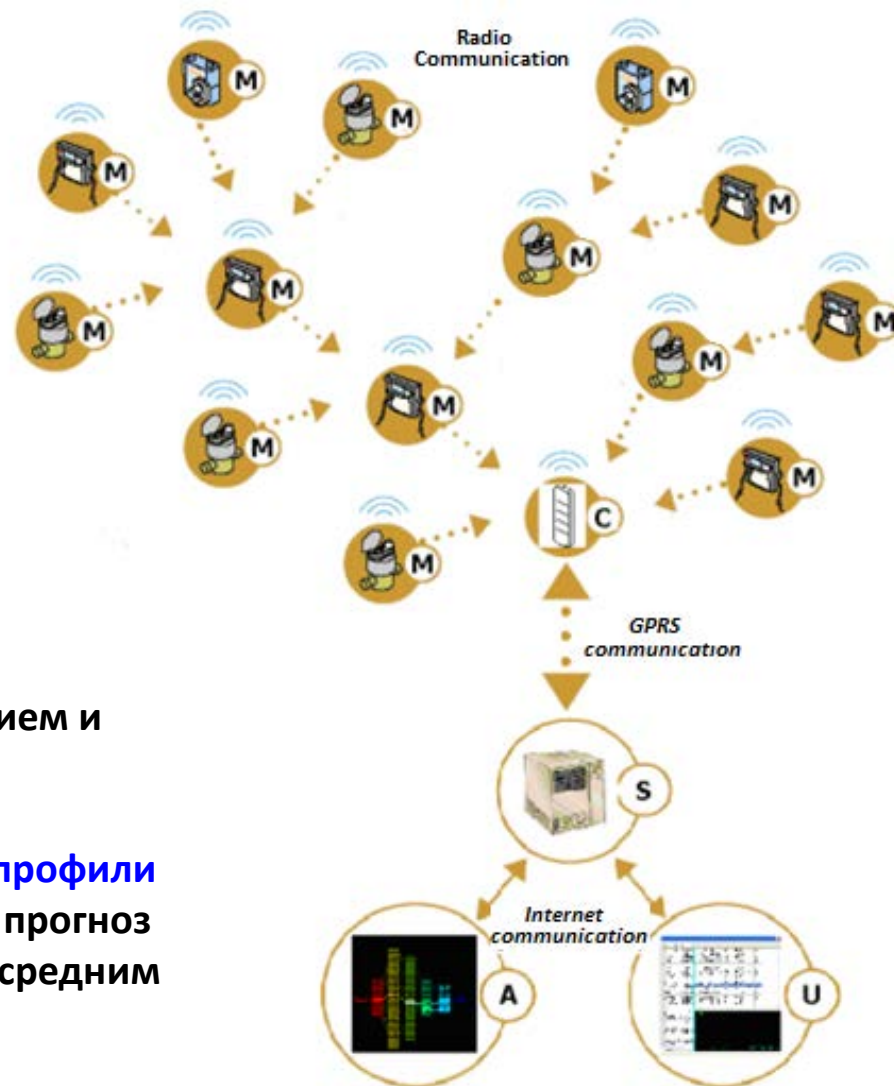 Radio
Communication
M
M
M
M
M
M
M
M
M
M
M
M
M
C
M
GPRS
communication
ием и
S
профили
прогноз
средним
Internet
communication
A
U